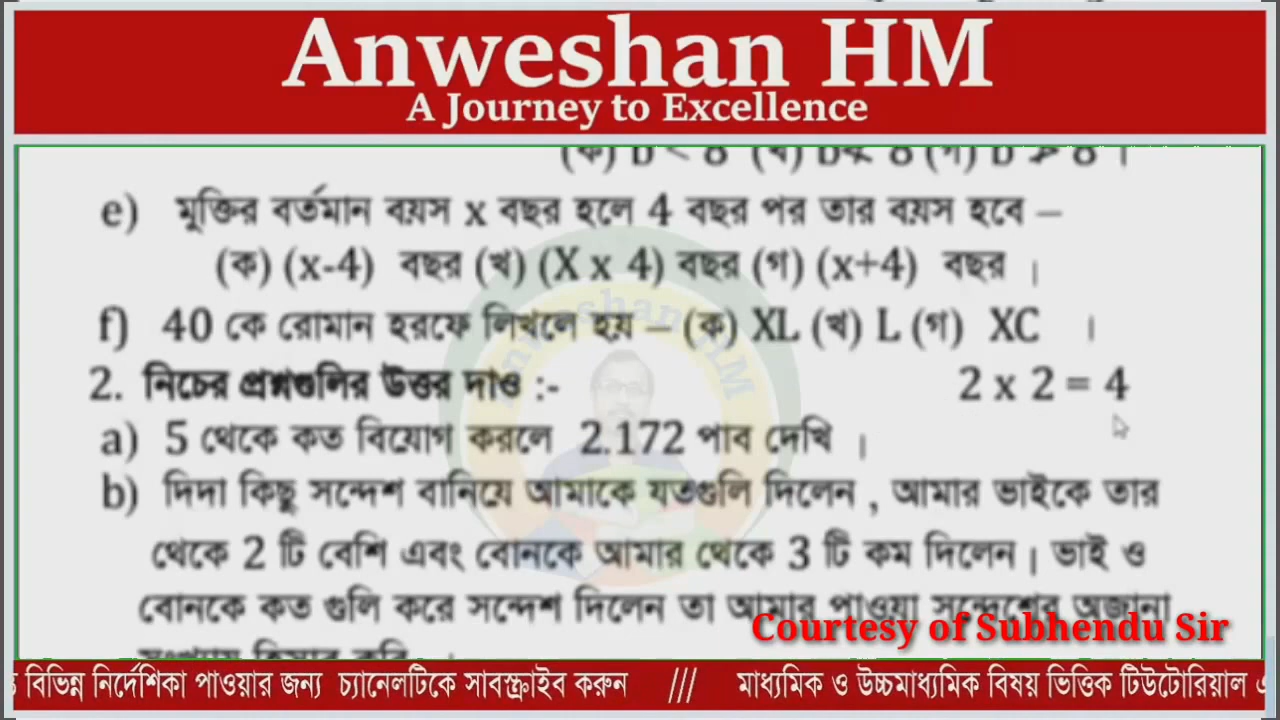 Anweshan HM
A Journey to Excellence
(ক) b < 8 (খ) b≮ 8 (গ) b > 8 ।
e) মুক্তির বর্তমান বয়স x বছর হলে 4 বছর পর তার বয়স হবে –
(ক) (x-4) বছর (খ) (X x 4) বছর (গ) (x+4) বছর ।
f) 40 কে রোমান হরফে লিখলে হয় – (ক) XL (খ) L (গ) XC ।
2. নিচের প্রশ্নগুলির উত্তর দাও :- 2 x 2 = 4
a) 5 থেকে কত বিযোগ করলে 2.172 পাব দেখি ।
b) দিদা কিছু সন্দেশ বানিযে আমাকে যতগুলি দিলেন , আমার ভাইকে তার
থেকে 2 টি বেশি এবং বোনকে আমার থেকে 3 টি কম দিলেন। ভাই ও
বোনকে কত গুলি করে সন্দেশ দিলেন তা আমার পাওয়া সন্দেশের অজানা
Courtesy of Subhendu Sir
বিভিন্ন নির্দেশিকা পাওয়ার জন্য চ্যানেলটিকে সাবস্ক্রাইব করুন /// মাধ্যমিক ও উচ্চমাধ্যমিক বিষয় ভিত্তিক টিউটোরিয়াল